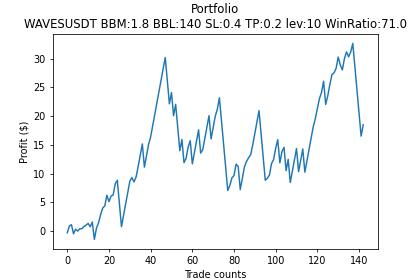 Portfolio
WAVESUSDT BBM:1.8 BBL:140 SL:0.4 TP:0.2 lev:10 WinRatio:71.0
30
25
20
15
10
5
0
Profit ($)
0 20 40 60 80 100 120 140
Trade counts